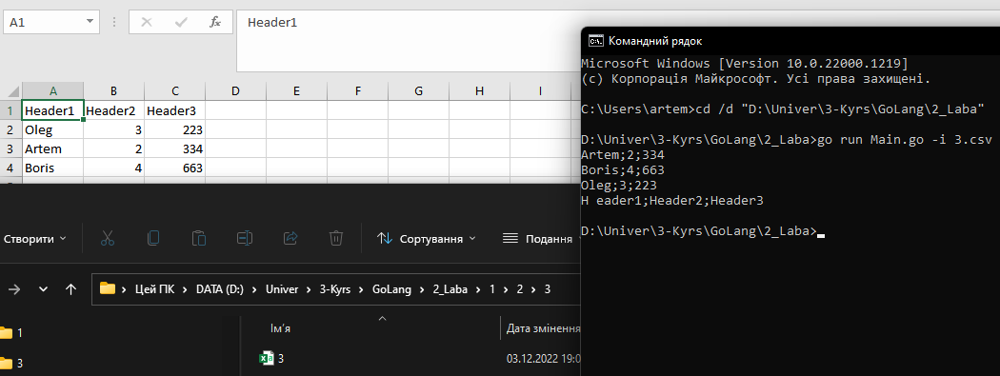 A1
fx
Header1
A B C D E F G H I
1 Header1 Header2 Header3
2 Oleg 3 223
3 Artem 2 334
4 Boris 4 663
Створити
Сортування
Подання
Цей ПК > DATA (D:) > Univer > 3-Kyrs > GoLang > 2_Laba > 1 > 2 > 3
1
3
Ім'я
Дата змінення
3
03.12.2022 19:0
Командний рядок
Microsoft Windows [Version 10.0.22000.1219]
(c) Корпорація Майкрософт. Усі права захищені.
C:\Users\artem>cd /d "D:\Univer\3-Kyrs\GoLang\2_Laba"
D:\Univer\3-Kyrs\GoLang\2_Laba>go run Main.go -i 3.csv
Artem;2;334
Boris;4;663
Oleg;3;223
H eader1;Header2;Header3
D:\Univer\3-Kyrs\GoLang\2_Laba>